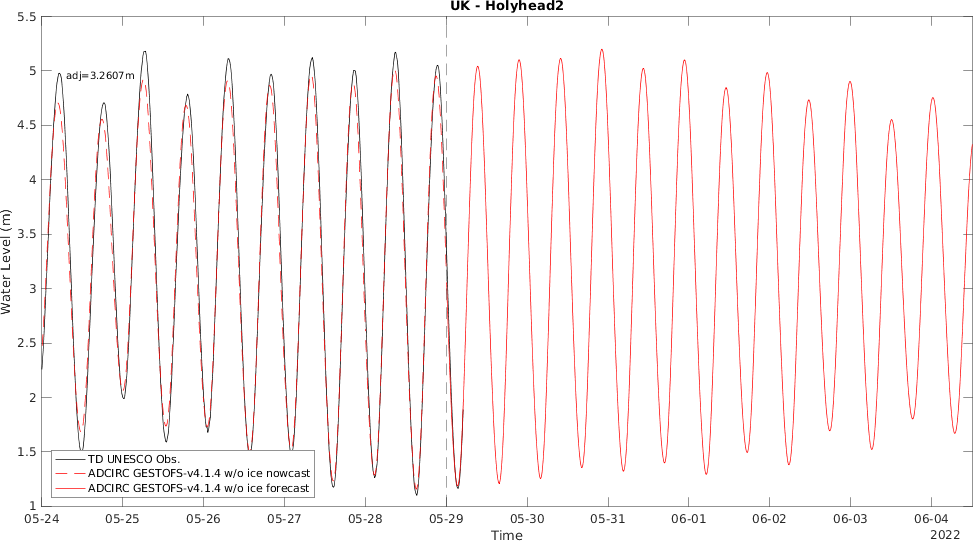 UK - Holyhead2
5.5
5
4.5
4
3.5
3
2.5
2
1.5
1
Water Level (m)
adj=3.2607m
TD UNESCO Obs.
ADCIRC GESTOFS-v4.1.4 w/o ice nowcast
ADCIRC GESTOFS-v4.1.4 w/o ice forecast
05-24 05-25 05-26 05-27 05-28 05-29 05-30 05-31 06-01 06-02 06-03 06-04
Time
2022